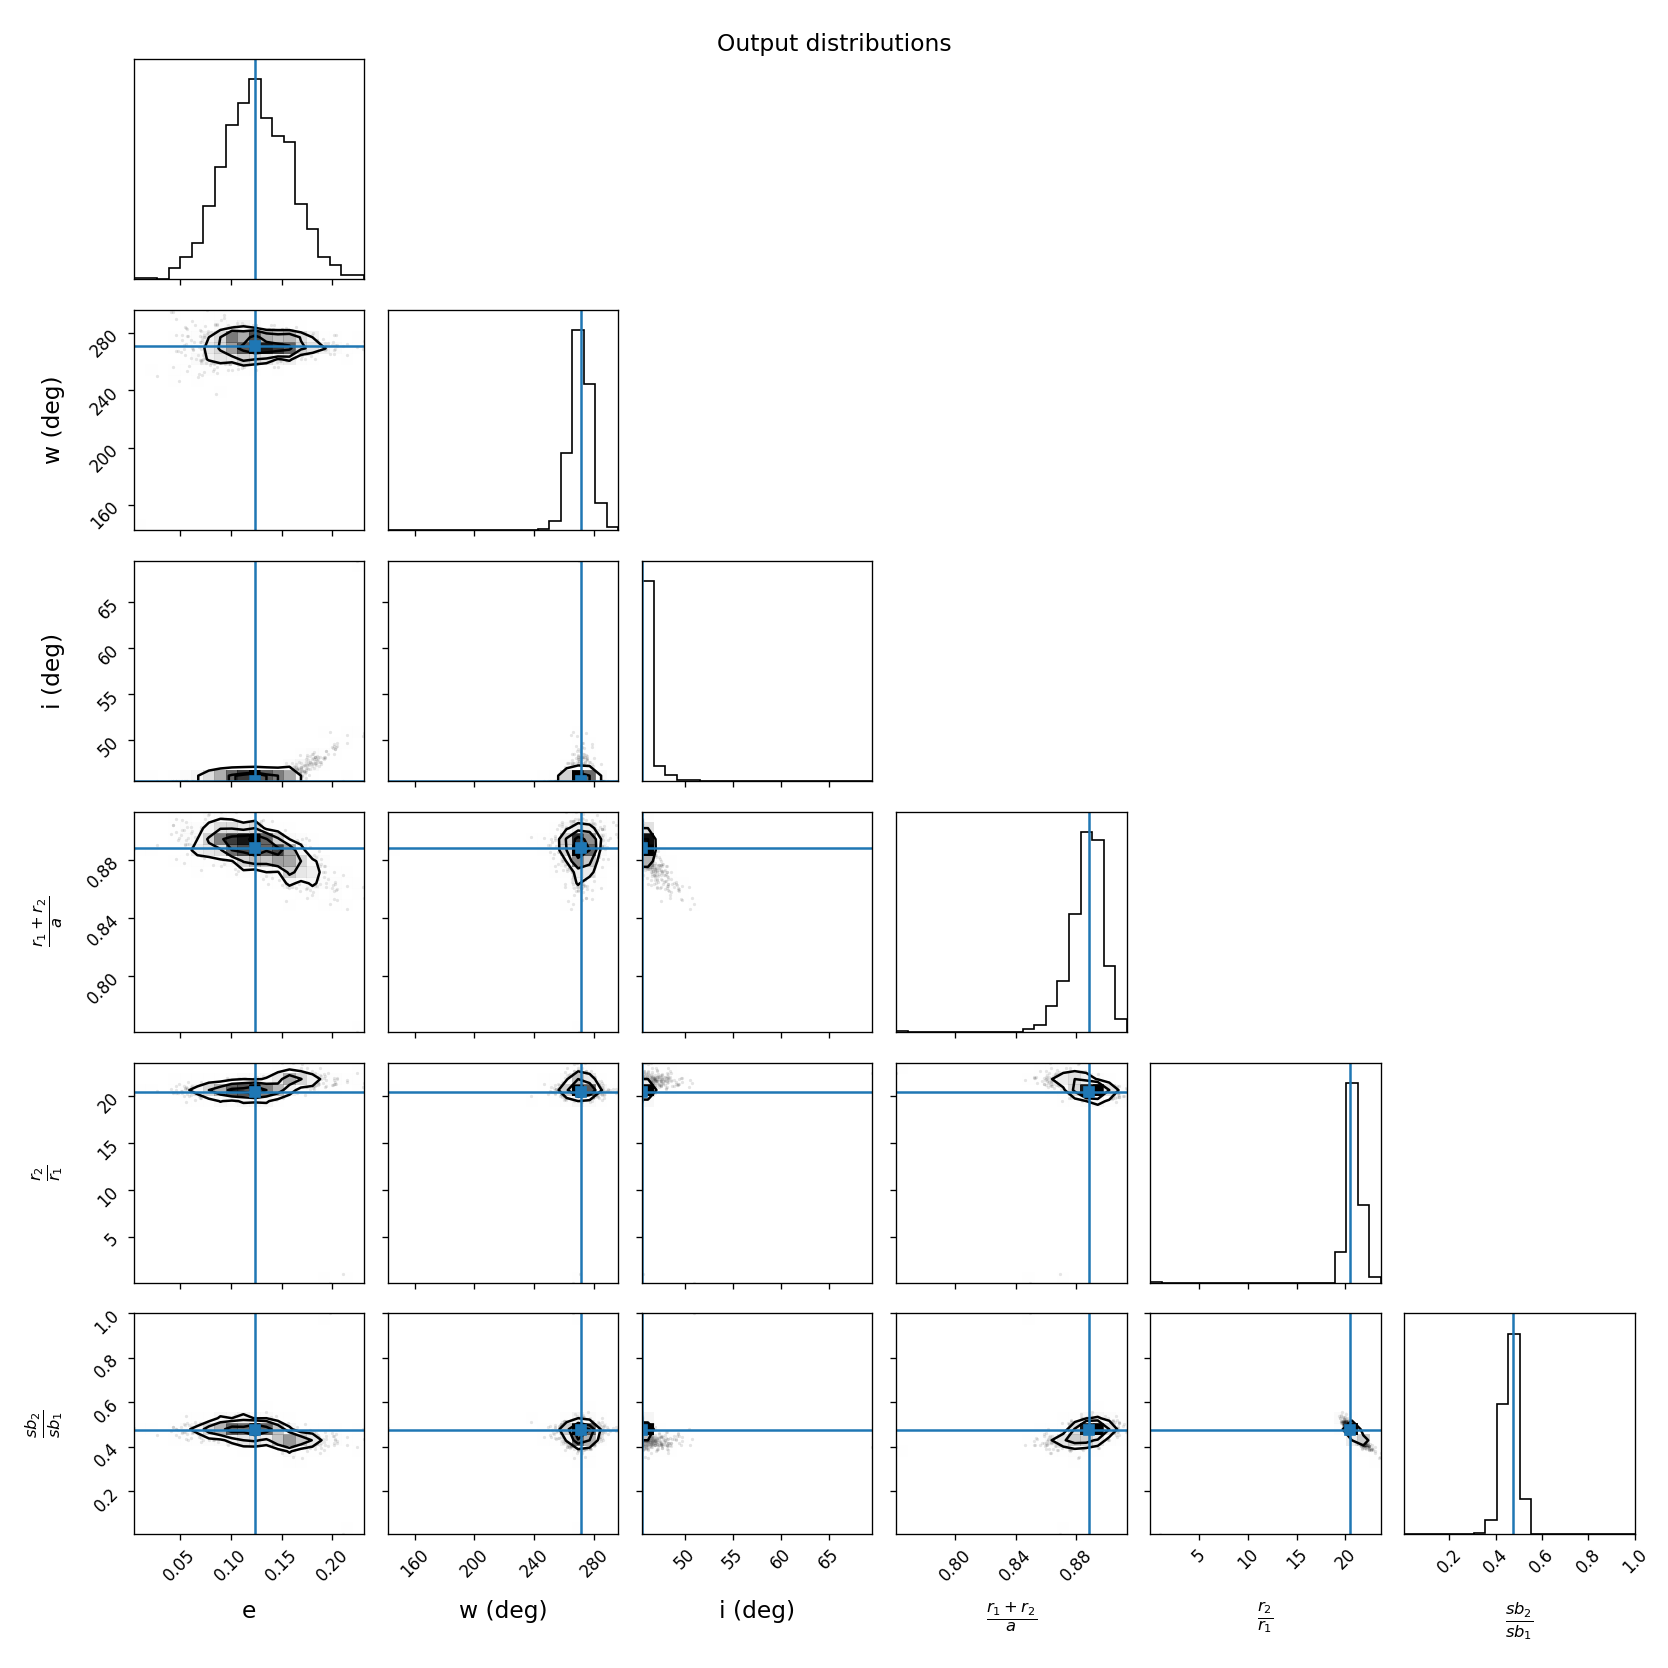 Output distributions
280
240
200
160
w (deg)
65
60
55
50
i (deg)
0.88
0.84
0.80
r₁ + r₂
a
20
15
10
5
r₂
r₁
1.0
0.8
0.6
0.4
0.2
sb₂
sb₁
0.05 0.10 0.15 0.20 160 200 240 280 50 55 60 65 0.80 0.84 0.88 5 10 15 20 0.2 0.4 0.6 0.8 1.0
e w (deg) i (deg)
r₁ + r₂
a
r₂
r₁
sb₂
sb₁